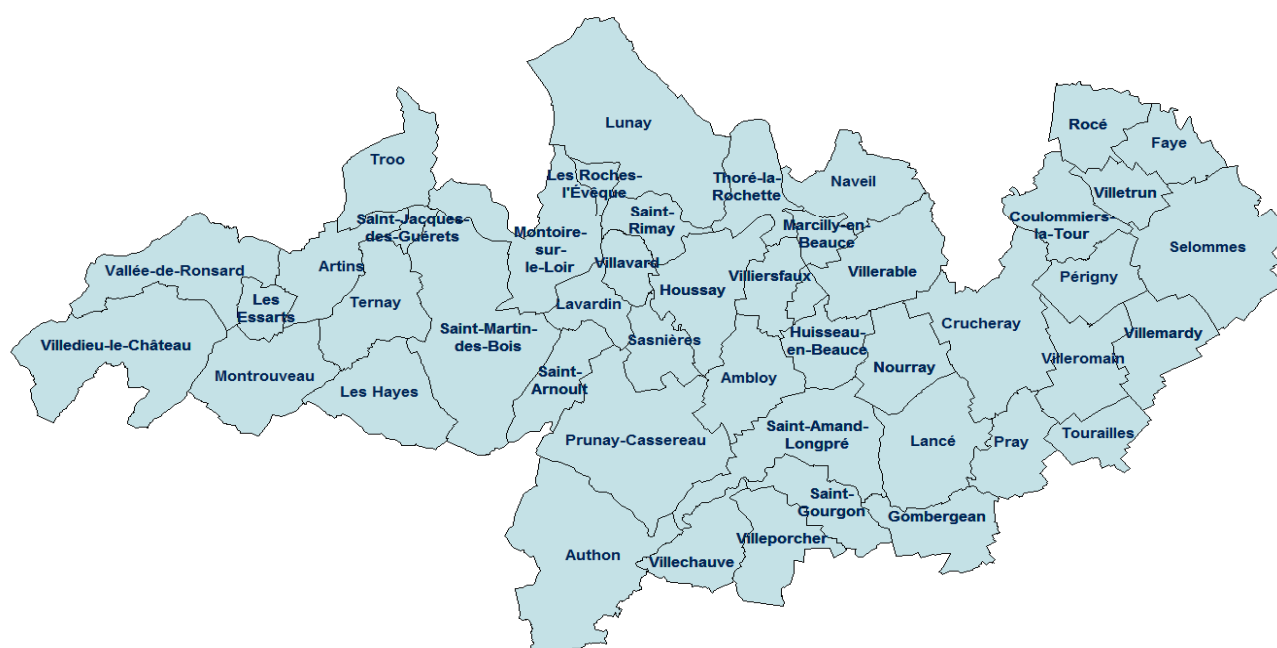 Lunay
Rocé
Faye
Troo
Les Roches-
l'Évêque
Thoré-la-
Rochette
Naveil
Villetrun
Saint-Jacques-
des-Guérets
Saint-
Rimay
Marcilly-en-
Beauce
Coulommiers-
la-Tour
Selommes
Montoire-
sur-
le-Loir
Vallée-de-Ronsard
Artins
Villavard
Villiersfaux
Villerable
Périgny
Les
Essarts
Ternay
Lavardin
Houssay
Crucheray
Villedieu-le-Château
Saint-Martin-
des-Bois
Sasnières
Huisseau-
en-Beauce
Villemardy
Montrouveau
Les Hayes
Saint-
Arnoult
Ambloy
Nourray
Villeromain
Prunay-Cassereau
Saint-Amand-
Longpré
Lancé
Pray
Tourailles
Saint-
Gourgon
Gombergean
Authon
Villechauve
Villeporcher